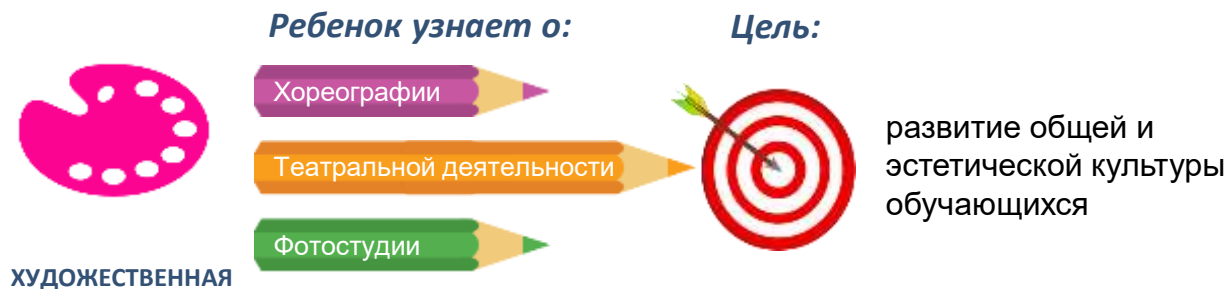 Ребенок узнает о:
Цель:
Хореографии
Театральной деятельности
Фотостудии
развитие общей и
эстетической культуры
обучающихся
ХУДОЖЕСТВЕННАЯ